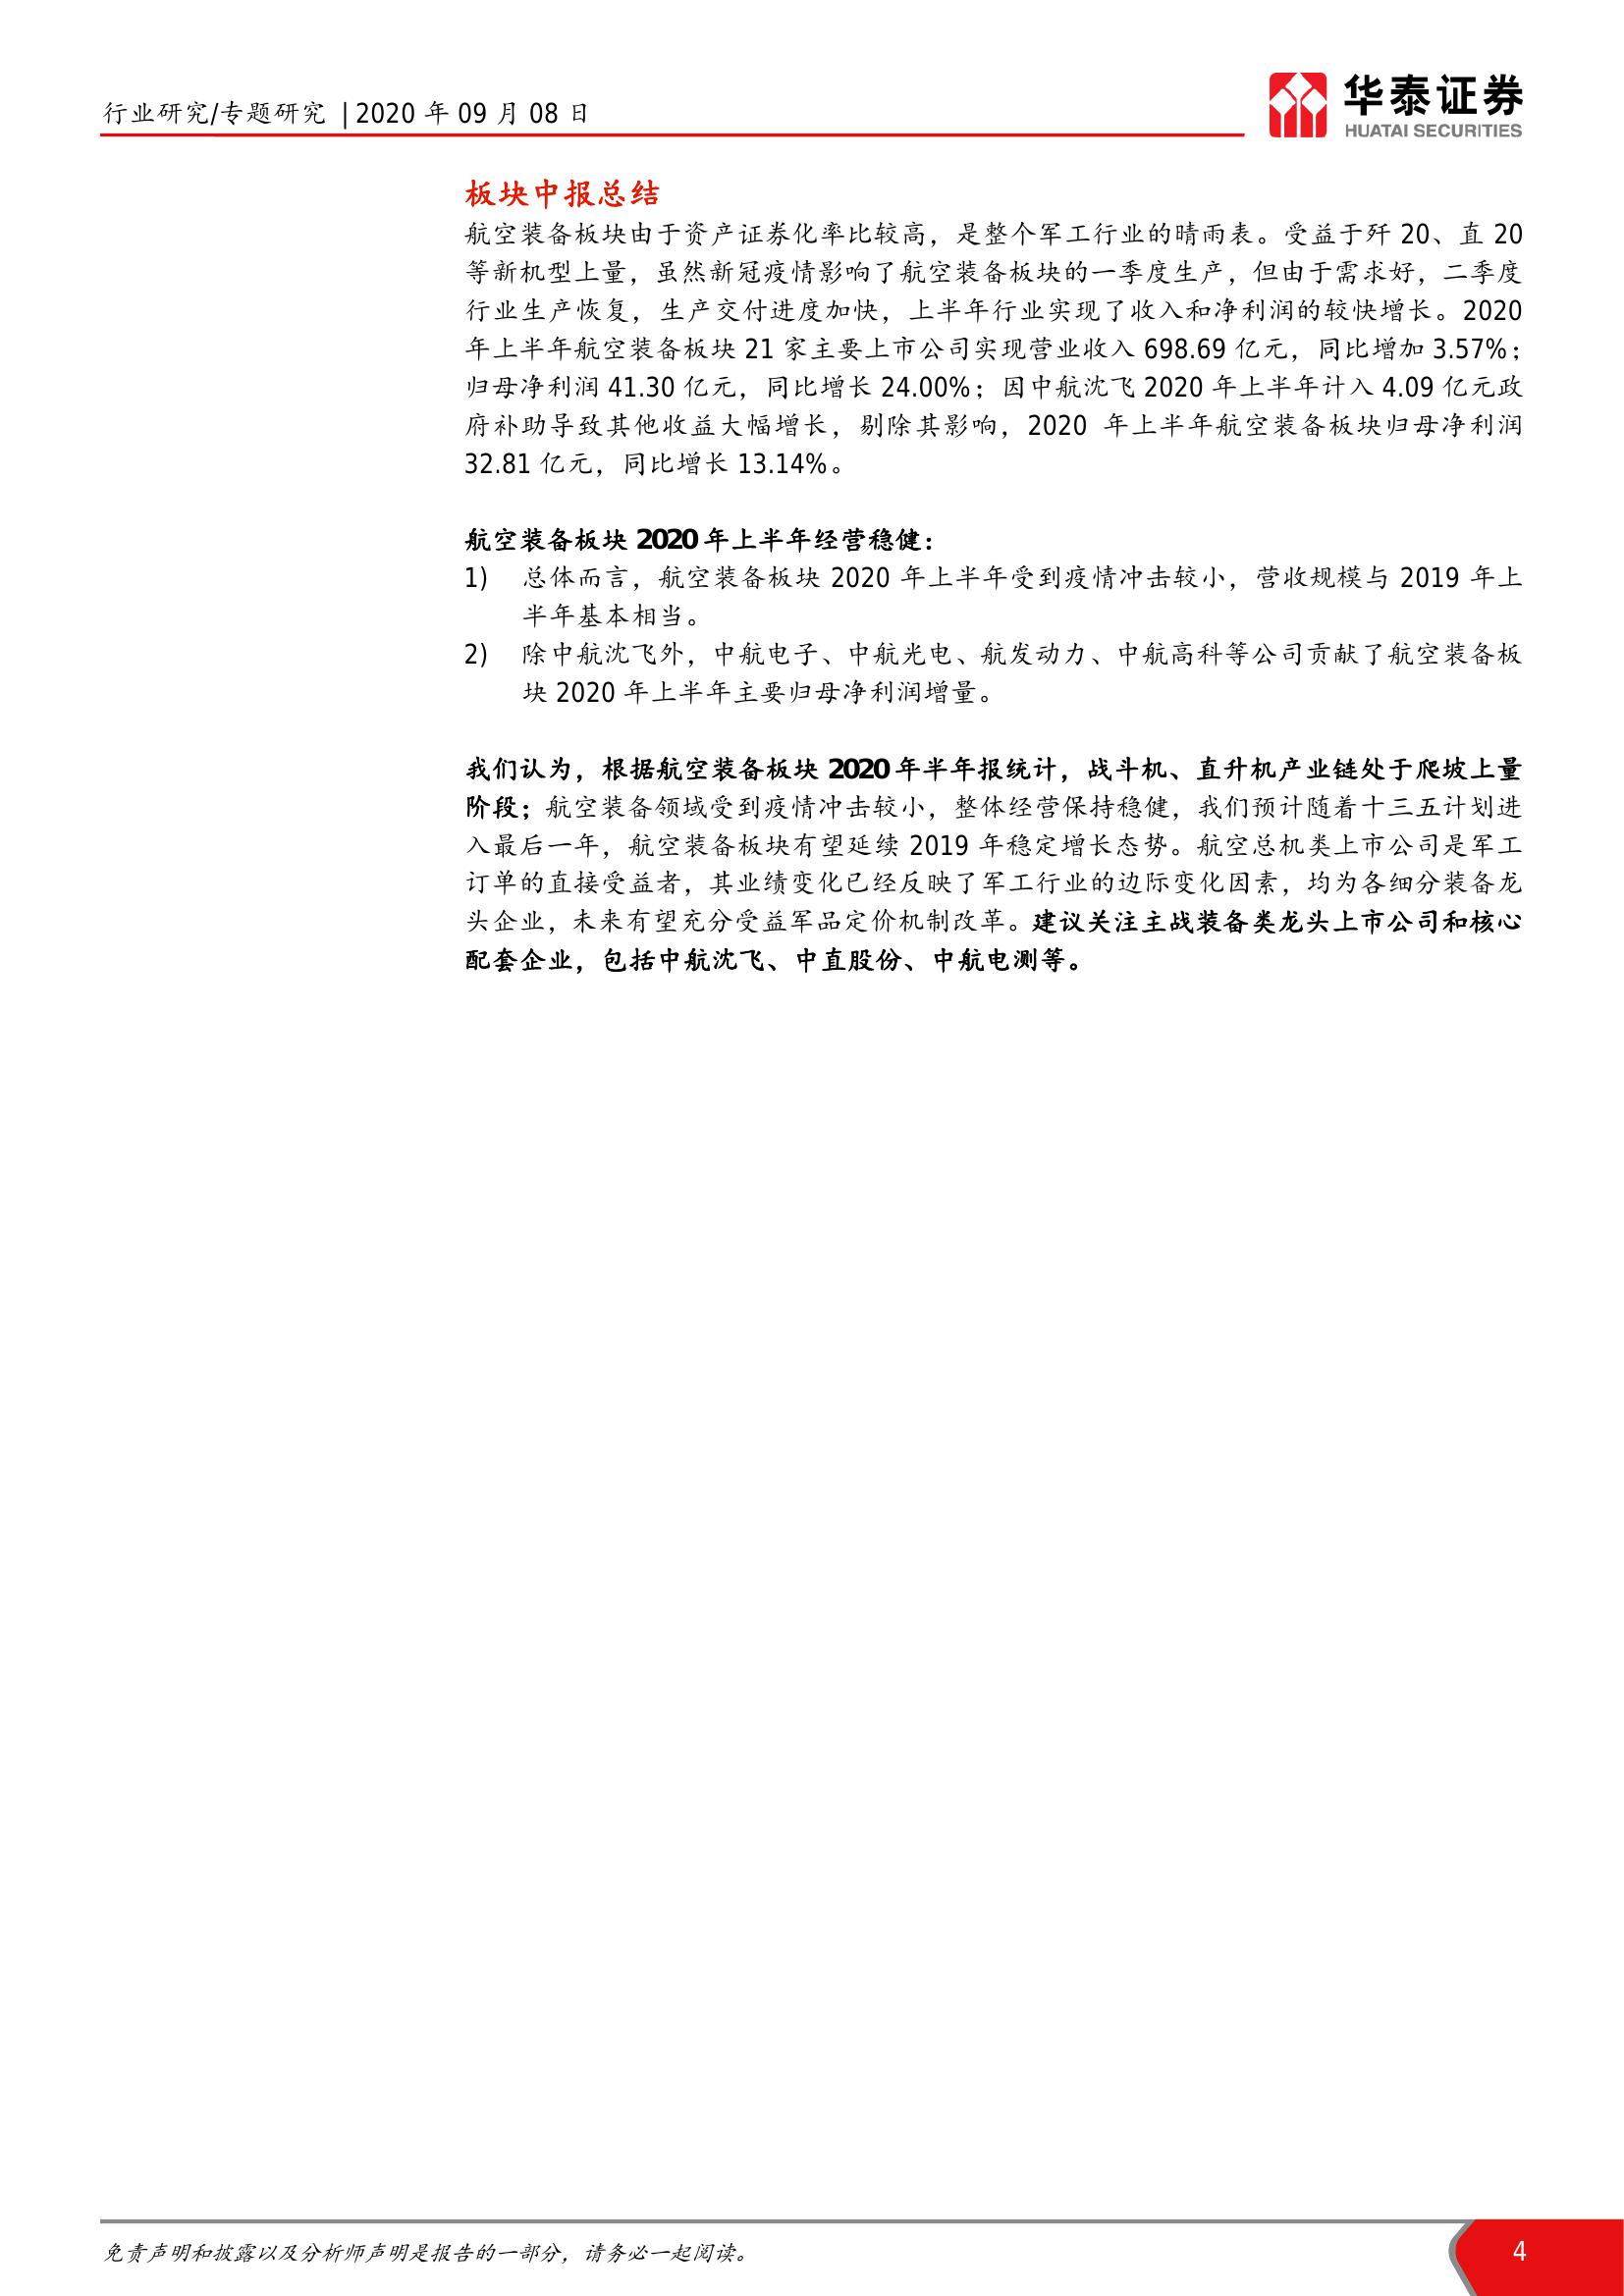 行业研究/专题研究 | 2020 年 09 月 08 日
华泰证券
HUATAI SECURITIES
板块中报总结
航空装备板块由于资产证券化率比较高，是整个军工行业的晴雨表。受益于歼 20、直 20
等新机型上量，虽然新冠疫情影响了航空装备板块的一季度生产，但由于需求好，二季度
行业生产恢复，生产交付进度加快，上半年行业实现了收入和净利润的较快增长。2020
年上半年航空装备板块 21 家主要上市公司实现营业收入 698.69 亿元，同比增加 3.57%；
归母净利润 41.30 亿元，同比增长 24.00%；因中航沈飞 2020 年上半年计入 4.09 亿元政
府补助导致其他收益大幅增长，剔除其影响，2020 年上半年航空装备板块归母净利润
32.81 亿元，同比增长 13.14%。
航空装备板块 2020 年上半年经营稳健：
1) 总体而言，航空装备板块 2020 年上半年受到疫情冲击较小，营收规模与 2019 年上
半年基本相当。
2) 除中航沈飞外，中航电子、中航光电、航发动力、中航高科等公司贡献了航空装备板
块 2020 年上半年主要归母净利润增量。
我们认为，根据航空装备板块 2020 年半年报统计，战斗机、直升机产业链处于爬坡上量
阶段；航空装备领域受到疫情冲击较小，整体经营保持稳健，我们预计随着十三五计划进
入最后一年，航空装备板块有望延续 2019 年稳定增长态势。航空总机类上市公司是军工
订单的直接受益者，其业绩变化已经反映了军工行业的边际变化因素，均为各细分装备龙
头企业，未来有望充分受益军品定价机制改革。建议关注主战装备类龙头上市公司和核心
配套企业，包括中航沈飞、中直股份、中航电测等。
免责声明和披露以及分析师声明是报告的一部分，请务必一起阅读。
4